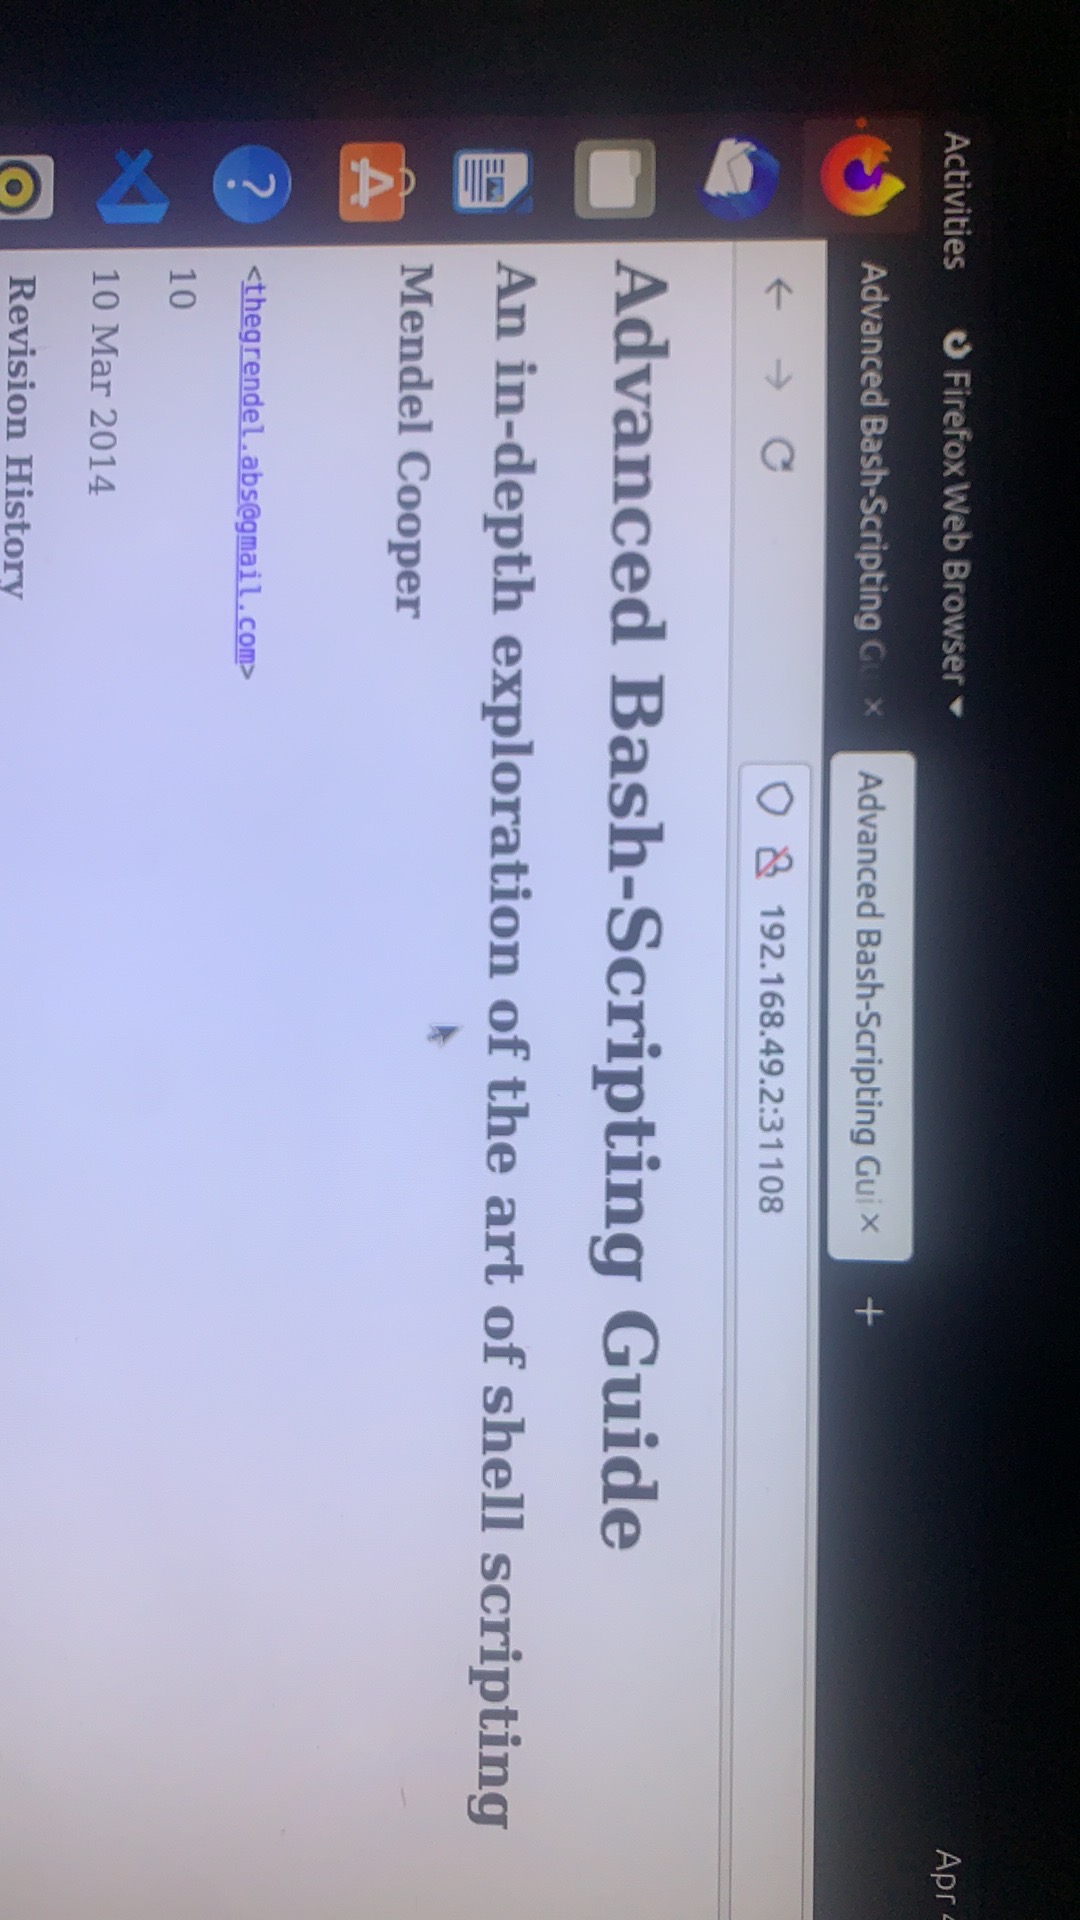 Activities Firefox Web Browser
Apr
Advanced Bash-Scripting Gu ×
Advanced Bash-Scripting Gui ×
192.168.49.2:31108
Advanced Bash-Scripting Guide
An in-depth exploration of the art of shell scripting
Mendel Cooper
<thegrendel.abs@gmail.com>
10
10 Mar 2014
Revision History